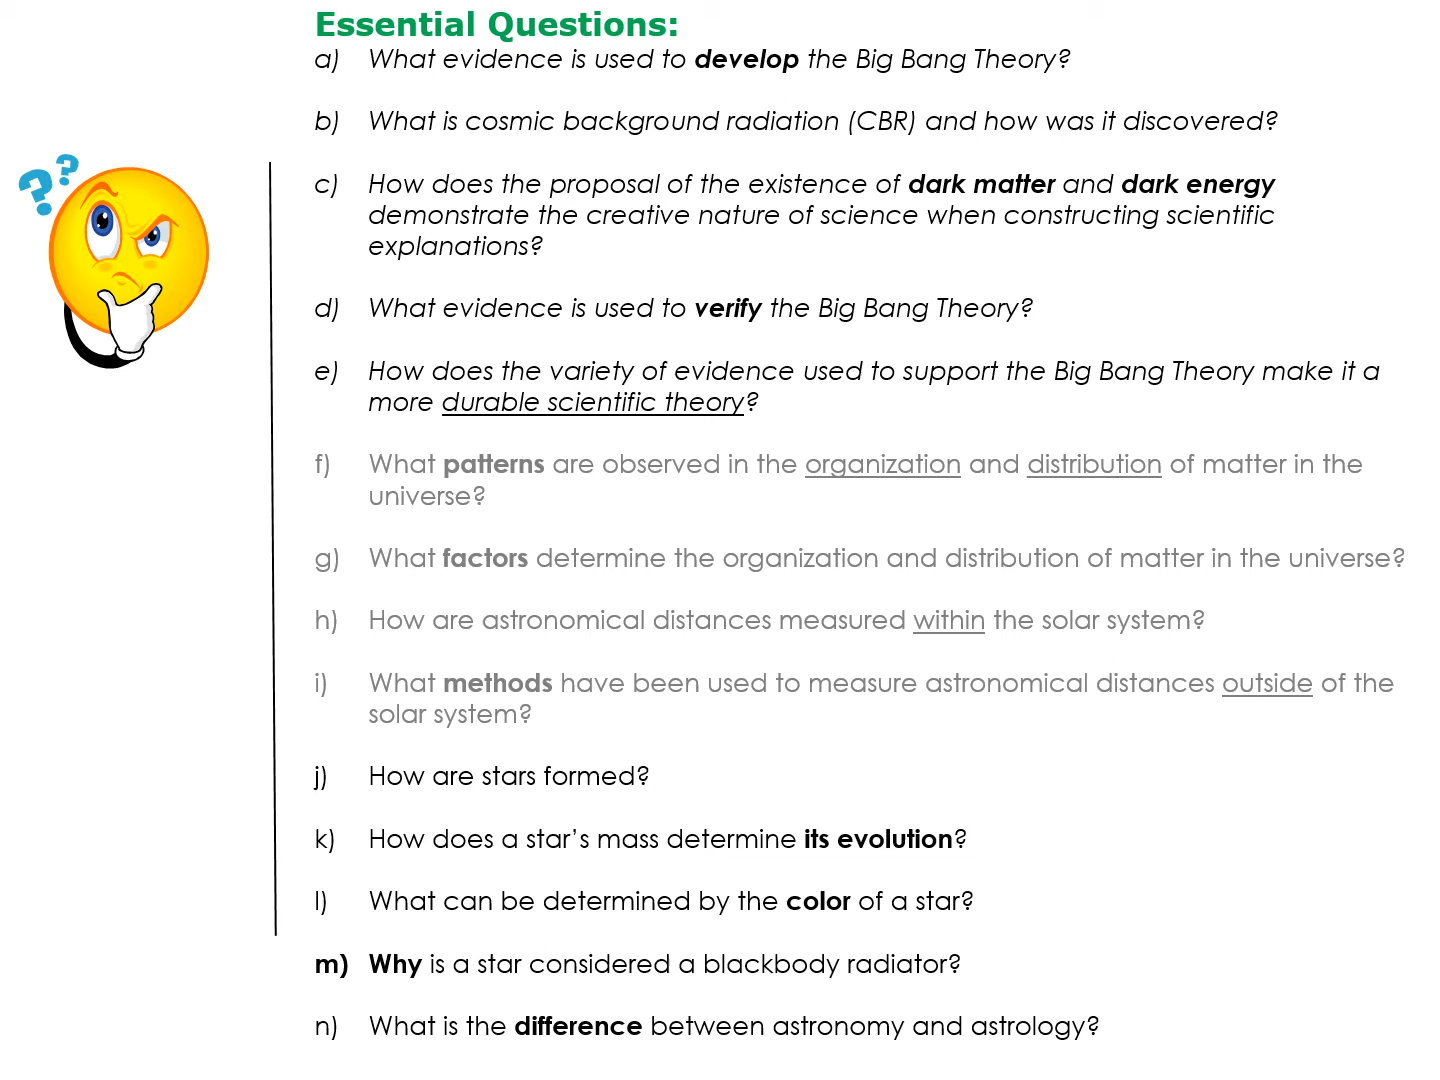 Essential Questions:
a) What evidence is used to develop the Big Bang Theory?
b) What is cosmic background radiation (CBR) and how was it discovered?
c) How does the proposal of the existence of dark matter and dark energy
demonstrate the creative nature of science when constructing scientific
explanations?
d) What evidence is used to verify the Big Bang Theory?
e) How does the variety of evidence used to support the Big Bang Theory make it a
more durable scientific theory?
f) What patterns are observed in the organization and distribution of matter in the
universe?
g) What factors determine the organization and distribution of matter in the universe?
h) How are astronomical distances measured within the solar system?
i) What methods have been used to measure astronomical distances outside of the
solar system?
j) How are stars formed?
k) How does a star’s mass determine its evolution?
l) What can be determined by the color of a star?
m) Why is a star considered a blackbody radiator?
n) What is the difference between astronomy and astrology?
??